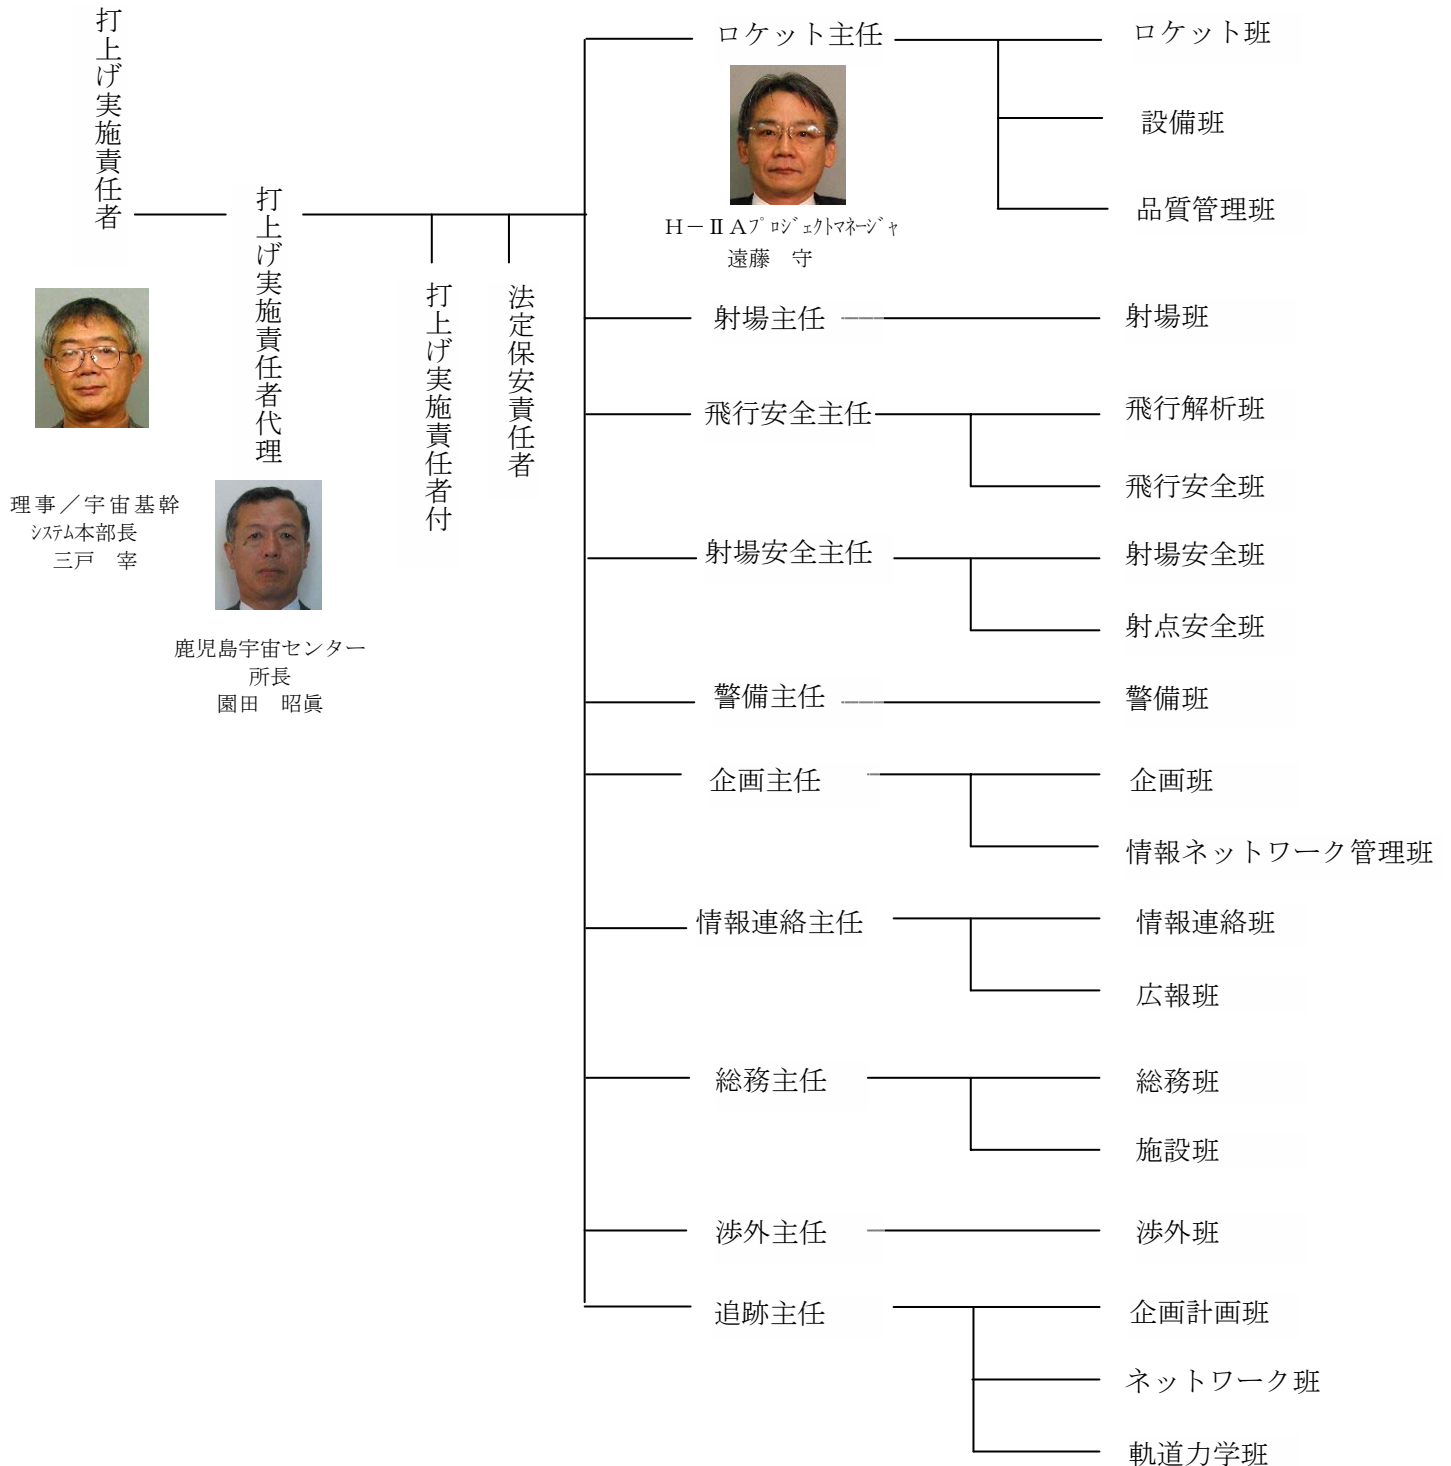 打上げ実施責任者
理事／宇宙基幹
ｼｽﾃﾑ本部長
三戸　宰
打上げ実施責任者代理
鹿児島宇宙センター
所長
園田　昭眞
打上げ実施責任者付
法定保安責任者
ロケット主任
H－ⅡAﾌﾟﾛｼﾞｪｸﾄﾏﾈｰｼﾞｬ
遠藤　守
ロケット班
設備班
品質管理班
射場主任
射場班
飛行安全主任
飛行解析班
飛行安全班
射場安全主任
射場安全班
射点安全班
警備主任
警備班
企画主任
企画班
情報ネットワーク管理班
情報連絡主任
情報連絡班
広報班
総務主任
総務班
施設班
渉外主任
渉外班
追跡主任
企画計画班
ネットワーク班
軌道力学班